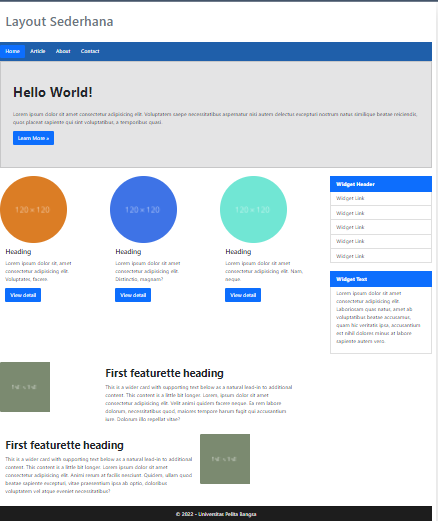 Layout Sederhana
Home Article About Contact
Hello World!
Lorem ipsum dolor sit amet consectetur adipisicing elit. Voluptatem saepe necessitatibus aspernatur nisi autem delectus excepturi nostrum natus similique beatae reiciendis,
quos placeat sapiente qui sint voluptatibus, a temporibus quasi.
Learn More »
120 × 120
120 × 120
120 × 120
Heading
Lorem ipsum dolor sit, amet
consectetur adipisicing elit.
Voluptates, facere.
View detail
Heading
Lorem ipsum dolor sit amet
consectetur adipisicing elit.
Distinctio, magnam?
View detail
Heading
Lorem ipsum dolor sit amet
consectetur adipisicing elit. Nam,
neque.
View detail
Widget Header
Widget Link
Widget Link
Widget Link
Widget Link
Widget Link
Widget Text
Lorem ipsum dolor sit, amet
consectetur adipisicing elit.
Laboriosam quas natus, amet ab
voluptatibus beatae accusamus,
quam hic veritatis ipsa, accusantium
est nihil dolores minus at labore
sapiente autem vero.
First featurette heading
This is a wider card with supporting text below as a natural lead-in to additional
content. This content is a little bit longer. Lorem ipsum, dolor sit amet
consectetur adipisicing elit. Velit animi quidem facere neque. Ea rem labore
dolorum, necessitatibus quod, maiores tempore harum fugit qui accusantium
iure. Dolorum illo repellat vitae?
First featurette heading
This is a wider card with supporting text below as a natural lead-in to additional
content. This content is a little bit longer. Lorem ipsum dolor sit amet
consectetur adipisicing elit. Animi rerum at facilis nesciunt. Quidem, ullam quod
beatae sapiente excepturi, vitae praesentium ipsa ab, optio, doloribus
voluptatem vel atque eveniet necessitatibus?
© 2022 - Universitas Pelita Bangsa